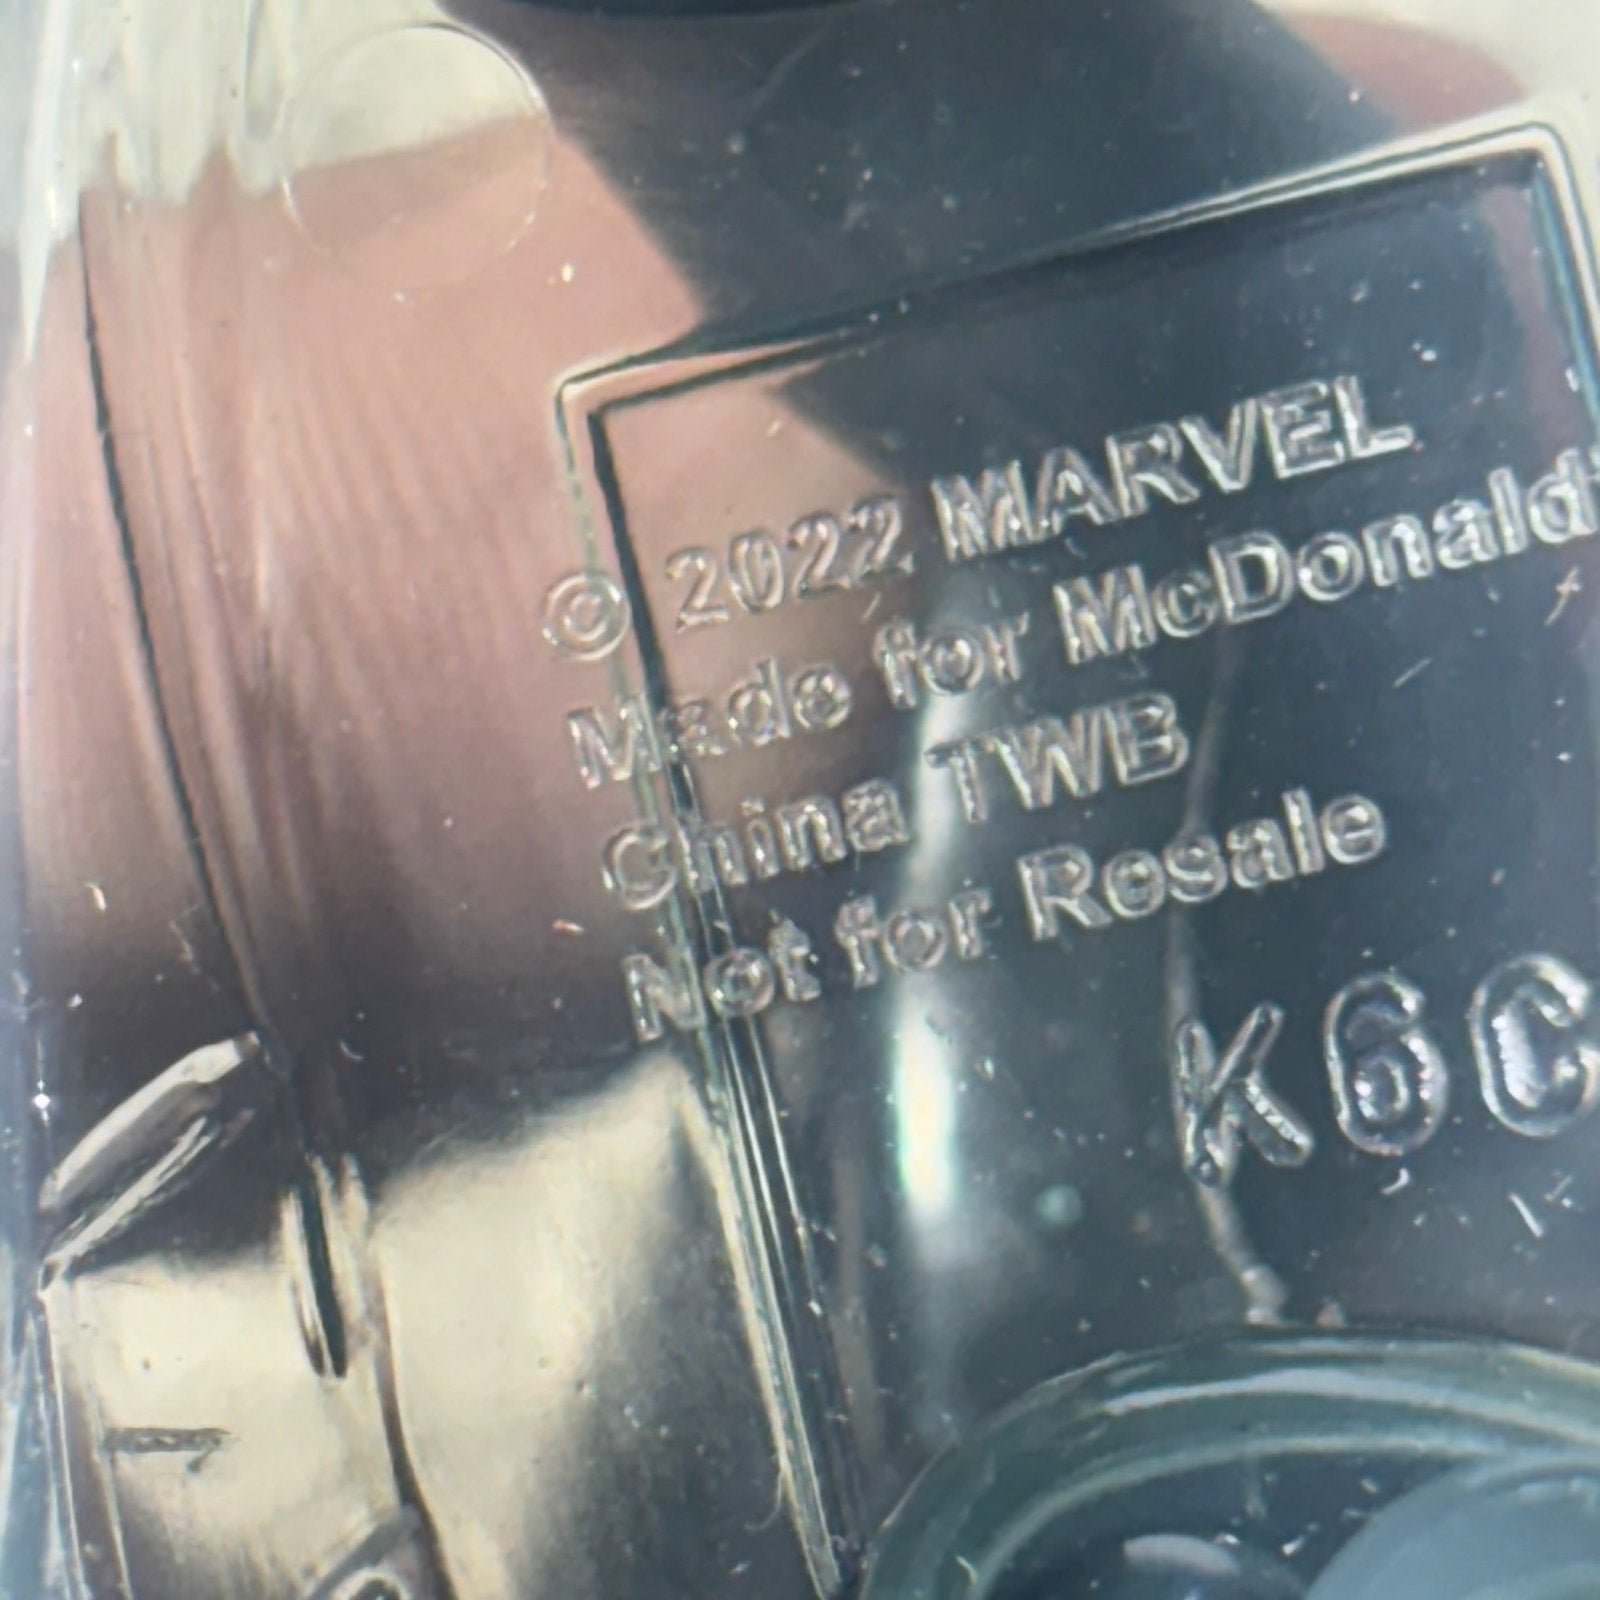 © 2022 MARVEL
Made for McDonald'
China TWB
Not for Resale
K6C